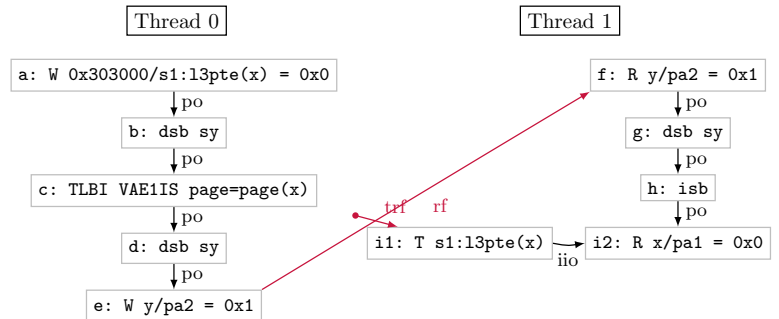 Thread 0
Thread 1
a: W 0x303000/s1:l3pte(x) = 0x0
po
b: dsb sy
po
c: TLBI VAE1IS page=page(x)
po
d: dsb sy
po
e: W y/pa2 = 0x1
f: R y/pa2 = 0x1
po
g: dsb sy
po
h: isb
po
trf
rf
i1: T s1:l3pte(x)
iio
i2: R x/pa1 = 0x0